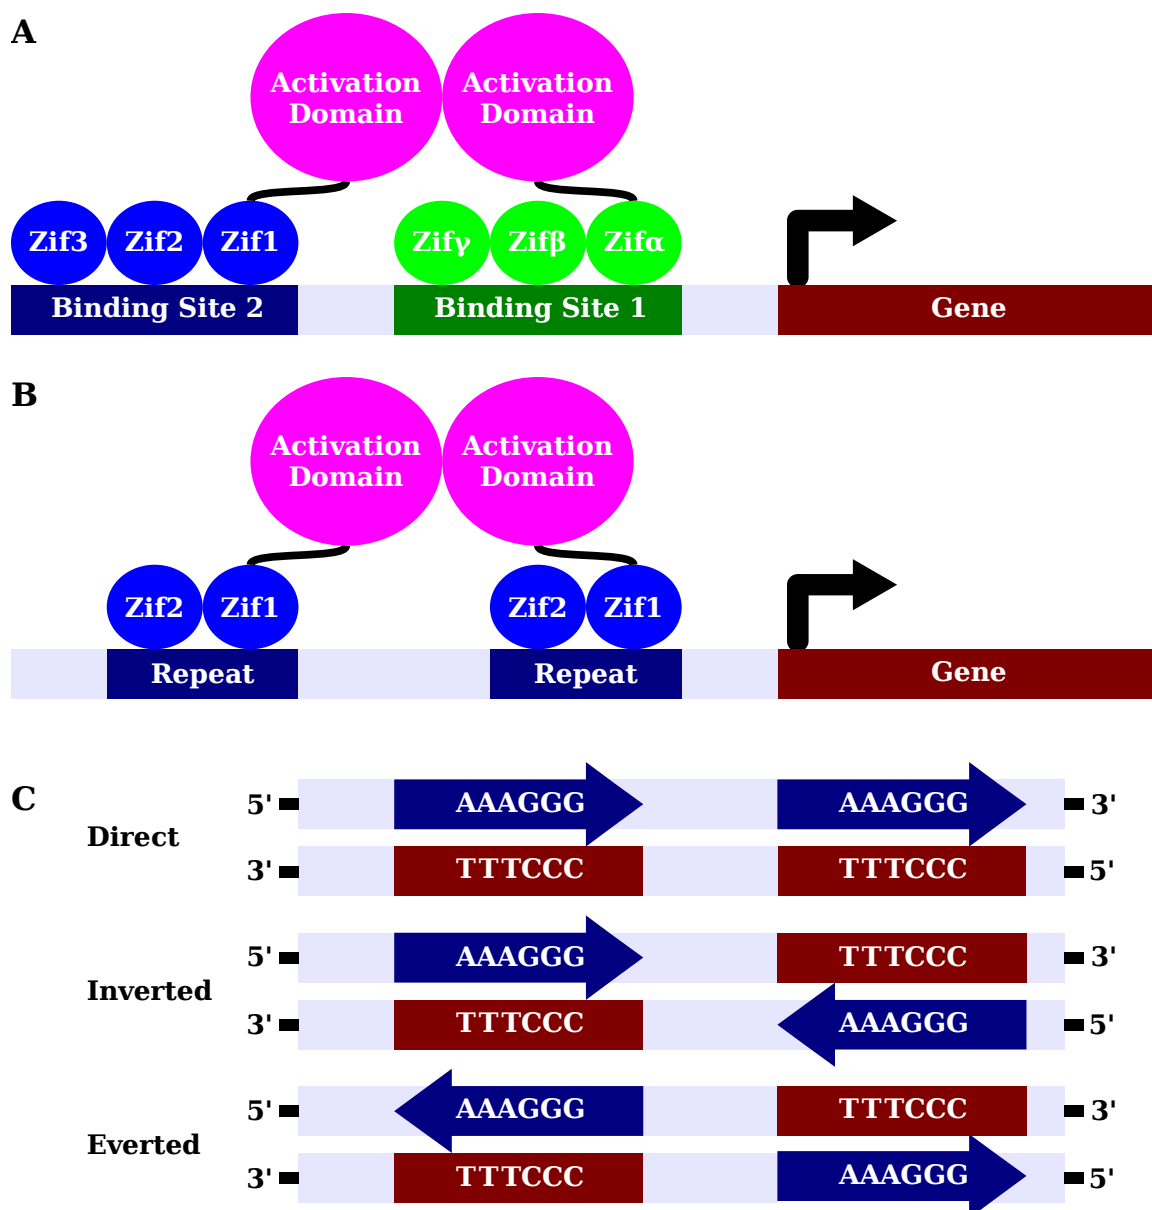 A
Activation Domain
Activation Domain
Zif3 Zif2 Zif1 Zifγ Zifβ Zifα
Binding Site 2 Binding Site 1 Gene
B
Activation Domain
Activation Domain
Zif2 Zif1 Zif2 Zif1
Repeat Repeat Gene
C
Direct
5' AAAGGG AAAGGG 3'
3' TTTCCC TTTCCC 5'
Inverted
5' AAAGGG TTTCCC 3'
3' TTTCCC AAAGGG 5'
Everted
5' AAAGGG TTTCCC 3'
3' TTTCCC AAAGGG 5'